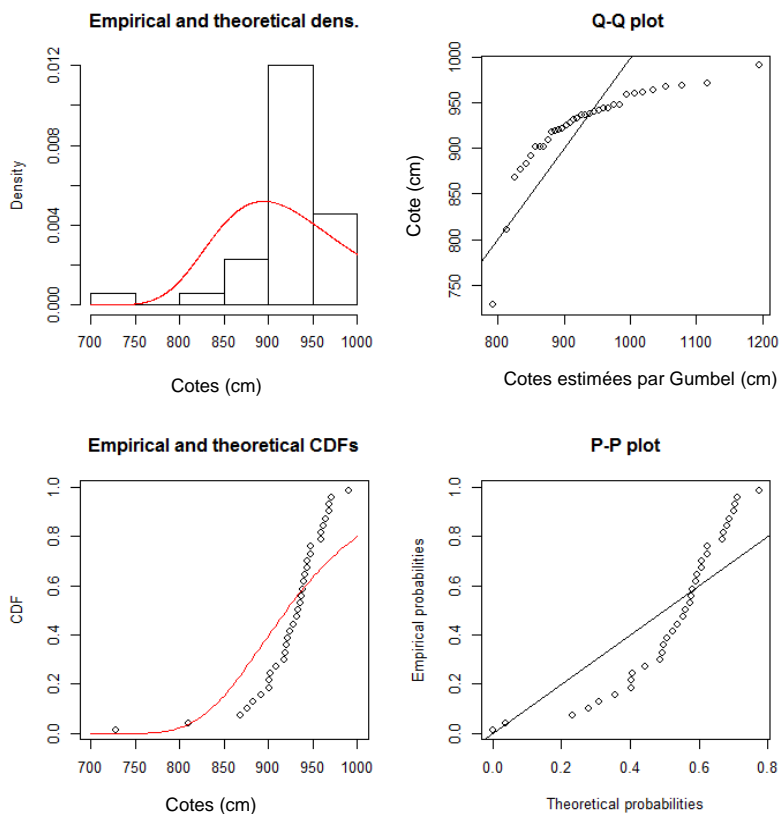 Empirical and theoretical dens.
Density
0.000
0.004
0.008
0.012
700 750 800 850 900 950 1000
Cotes (cm)
Q-Q plot
Cote (cm)
750
800
850
900
950
1000
800 900 1000 1100 1200
Cotes estimées par Gumbel (cm)
Empirical and theoretical CDFs
CDF
0.0
0.2
0.4
0.6
0.8
1.0
700 750 800 850 900 950 1000
Cotes (cm)
P-P plot
Empirical probabilities
0.0
0.2
0.4
0.6
0.8
1.0
0.0 0.2 0.4 0.6 0.8
Theoretical probabilities